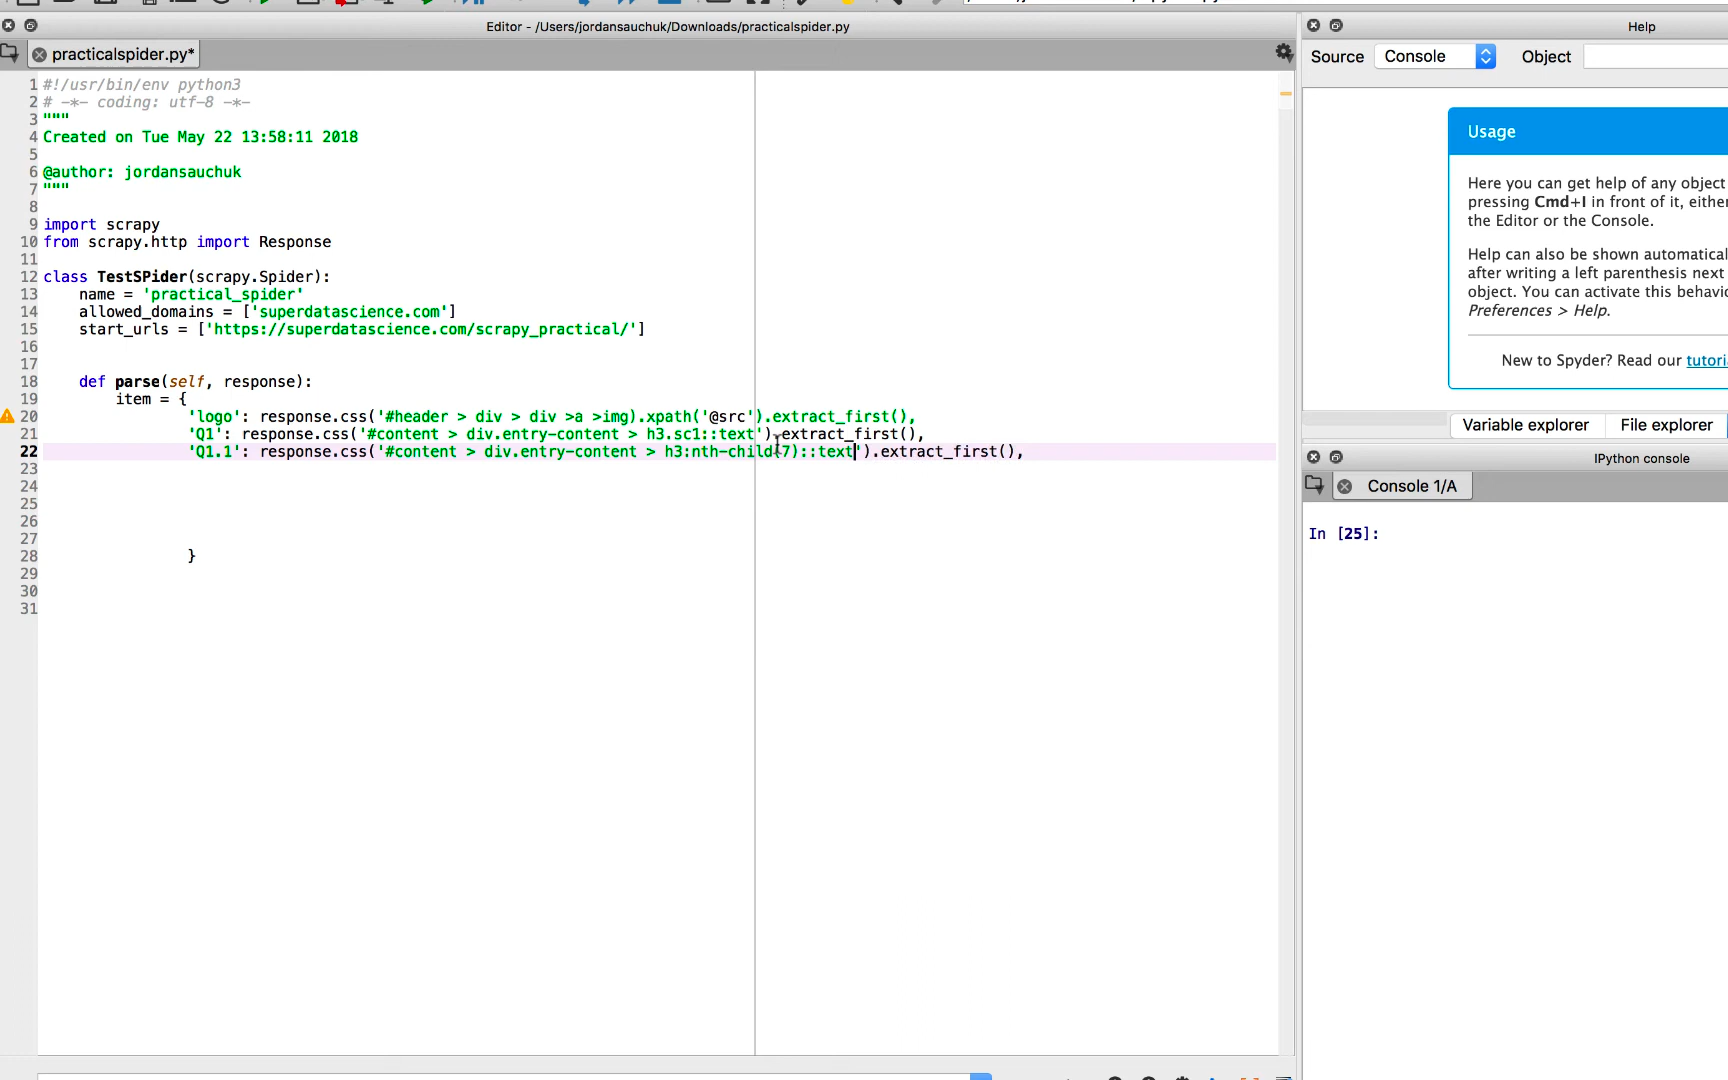 Editor - /Users/jordansauchuk/Downloads/practicalspider.py
practicalspider.py*
1 #!/usr/bin/env python3
2 # -*- coding: utf-8 -*-
3 """
4 Created on Tue May 22 13:58:11 2018
5
6 @author: jordansauchuk
7 """
8
9 import scrapy
10 from scrapy.http import Response
11
12 class TestSPider(scrapy.Spider):
13 name = 'practical_spider'
14 allowed_domains = ['superdatascience.com']
15 start_urls = ['https://superdatascience.com/scrapy_practical/']
16
17
18 def parse(self, response):
19 item = {
20 'logo': response.css('#header > div > div >a >img).xpath('@src').extract_first(),
21 'Q1': response.css('#content > div.entry-content > h3.sc1::text').extract_first(),
22 'Q1.1': response.css('#content > div.entry-content > h3:nth-child(7)::text').extract_first(),
23
24
25
26
27
28 }
29
30
31
Help
Source Console Object
Usage
Here you can get help of any object
pressing Cmd+I in front of it, either
the Editor or the Console.
Help can also be shown automatical
after writing a left parenthesis next
object. You can activate this behavio
Preferences > Help.
New to Spyder? Read our tutori
Variable explorer File explorer
IPython console
Console 1/A
In [25]: